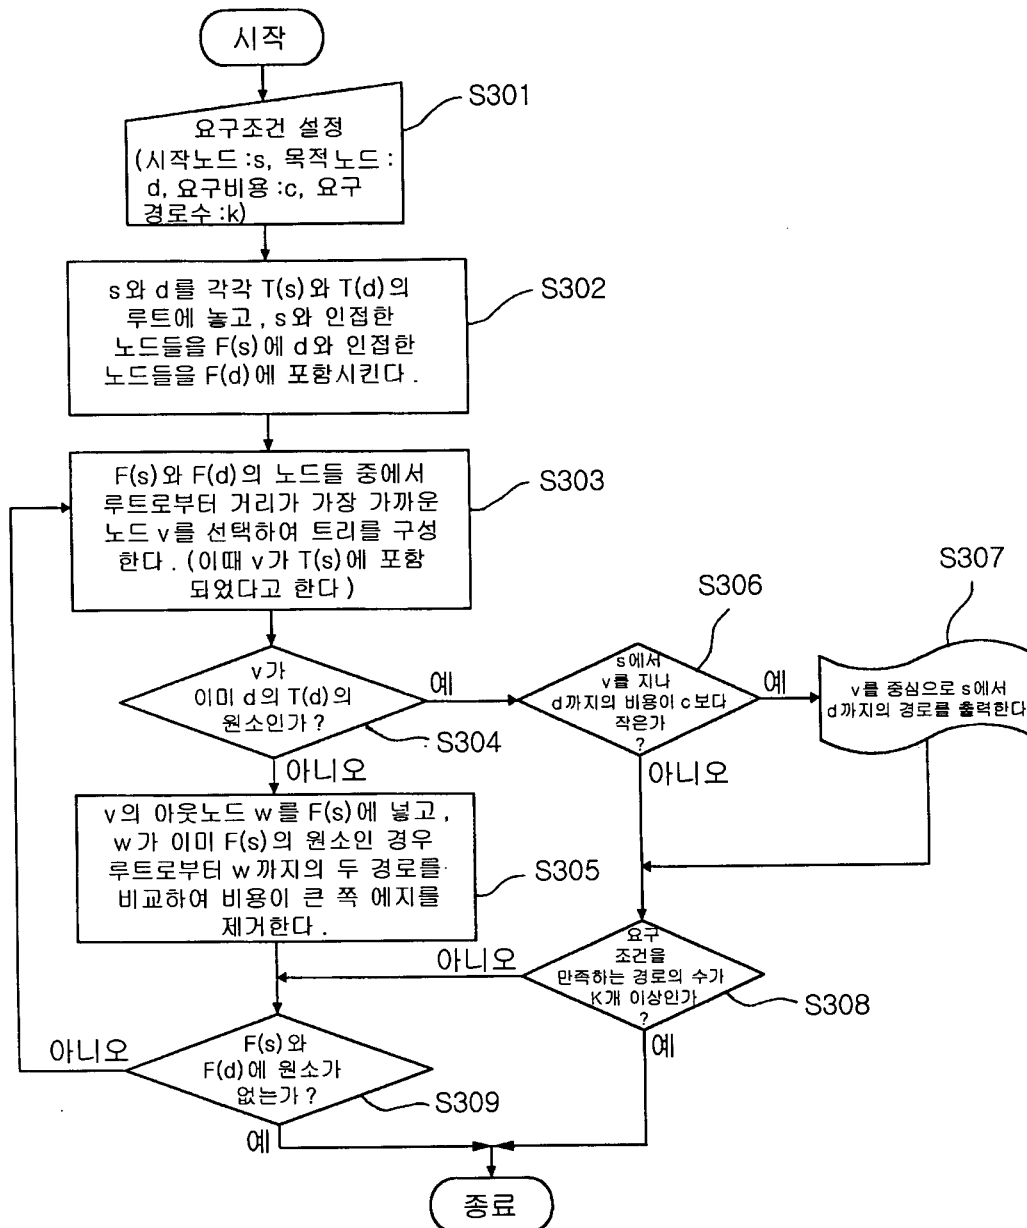 시작
S301
요구조건 설정
(시작노드:s, 목적노드:
d, 요구비용:c, 요구
경로수:k)
s와 d를 각각 T(s)와 T(d)의
루트에 놓고, s와 인접한
노드들을 F(s)에 d와 인접한
노드들을 F(d)에 포함시킨다.
S302
F(s)와 F(d)의 노드들 중에서
루트로부터 거리가 가장 가까운
노드 v를 선택하여 트리를 구성
한다. (이때 v가 T(s)에 포함
되었다고 한다)
S303
v가
이미 d의 T(d)의
원소인가?
예
S304
아니오
s에서
v를 지나
d까지의 비용이 c보다
작은가
?
S306
예
아니오
S307
v를 중심으로 s에서
d까지의 경로를 출력한다
v의 아웃노드 w를 F(s)에 넣고,
w가 이미 F(s)의 원소인 경우
루트로부터 w까지의 두 경로를
비교하여 비용이 큰 쪽 에지를
제거한다.
S305
요구
조건을
만족하는 경로의 수가
K개 이상인가
?
아니오
S308
예
F(s)와
F(d)에 원소가
없는가?
아니오
S309
예
종료